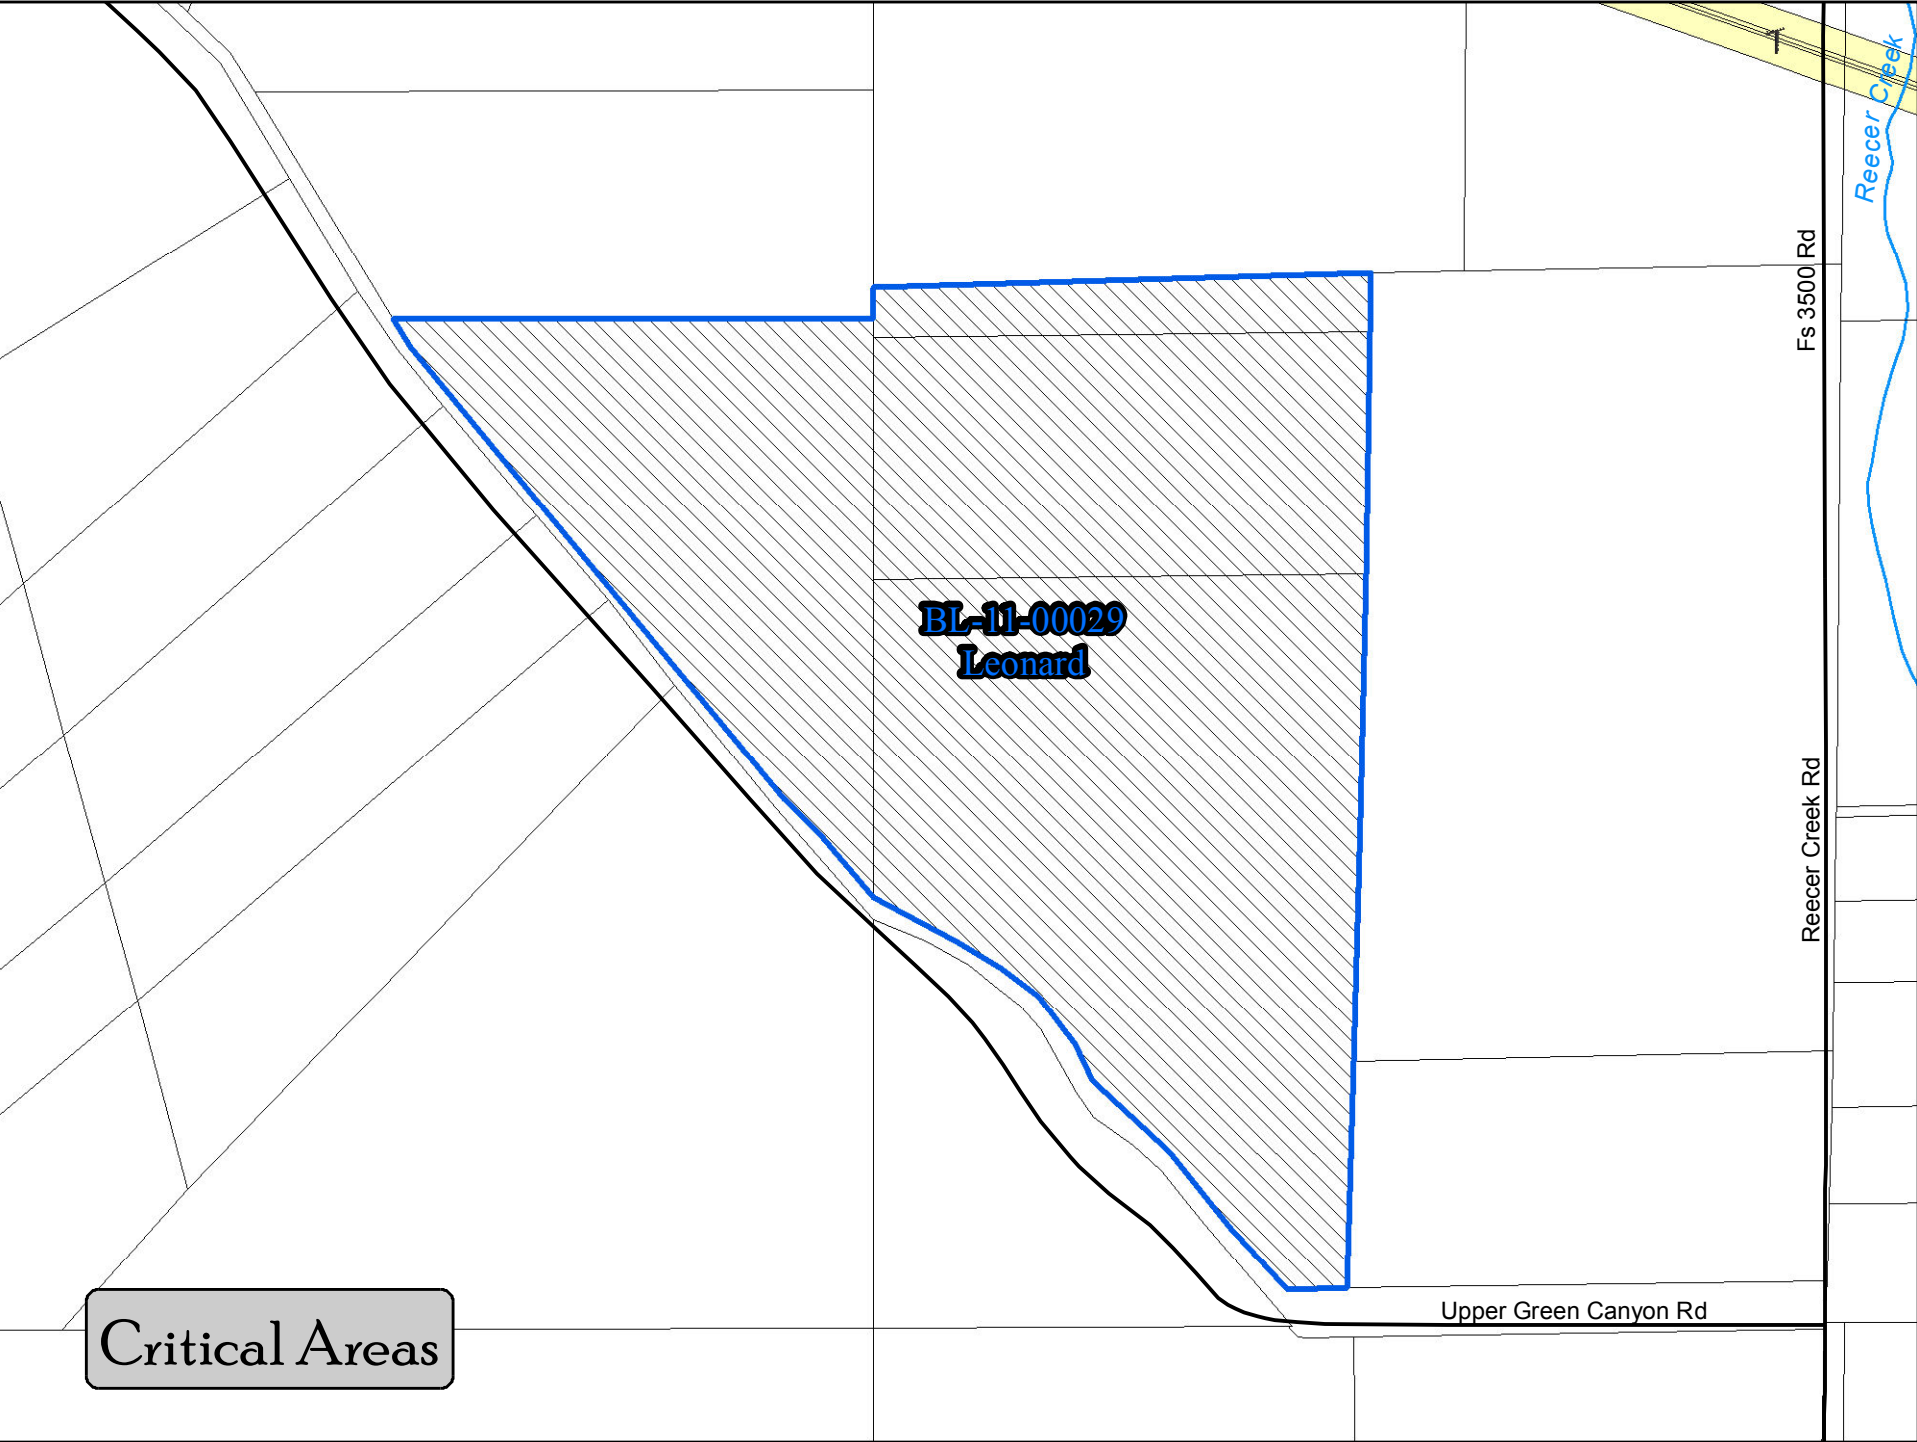 Reecer Creek
Fs 3500 Rd
BL-11-00029
Leonard
Reecer Creek Rd
Upper Green Canyon Rd
Critical Areas